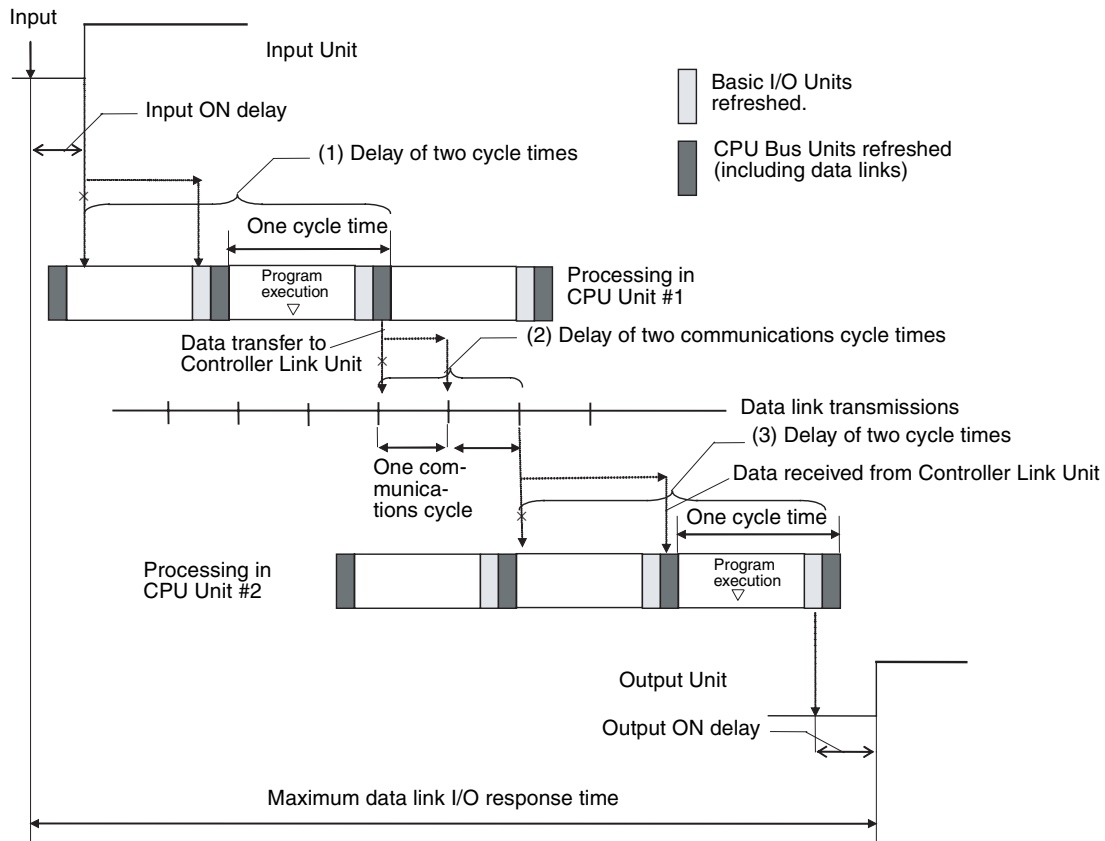 Input
Input Unit
Basic I/O Units
refreshed.
Input ON delay
(1) Delay of two cycle times
CPU Bus Units refreshed
(including data links)
One cycle time
Program
execution
Processing in
CPU Unit #1
Data transfer to
Controller Link Unit
(2) Delay of two communications cycle times
Data link transmissions
(3) Delay of two cycle times
One com-
munica-
tions cycle
Data received from Controller Link Unit
One cycle time
Processing in
CPU Unit #2
Program
execution
Output Unit
Output ON delay
Maximum data link I/O response time